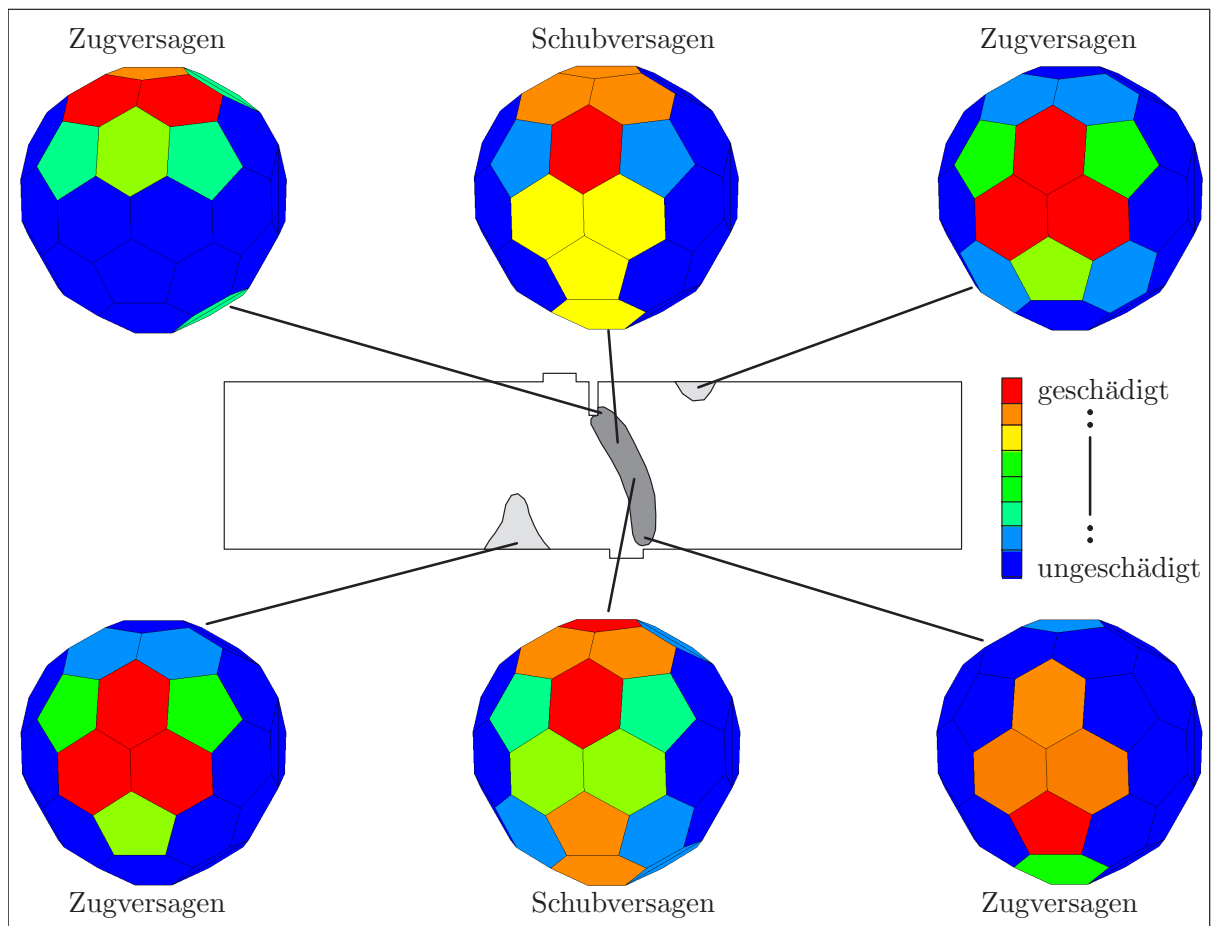 Zugversagen
Schubversagen
Zugversagen
geschädigt
ungeschädigt
Zugversagen
Schubversagen
Zugversagen